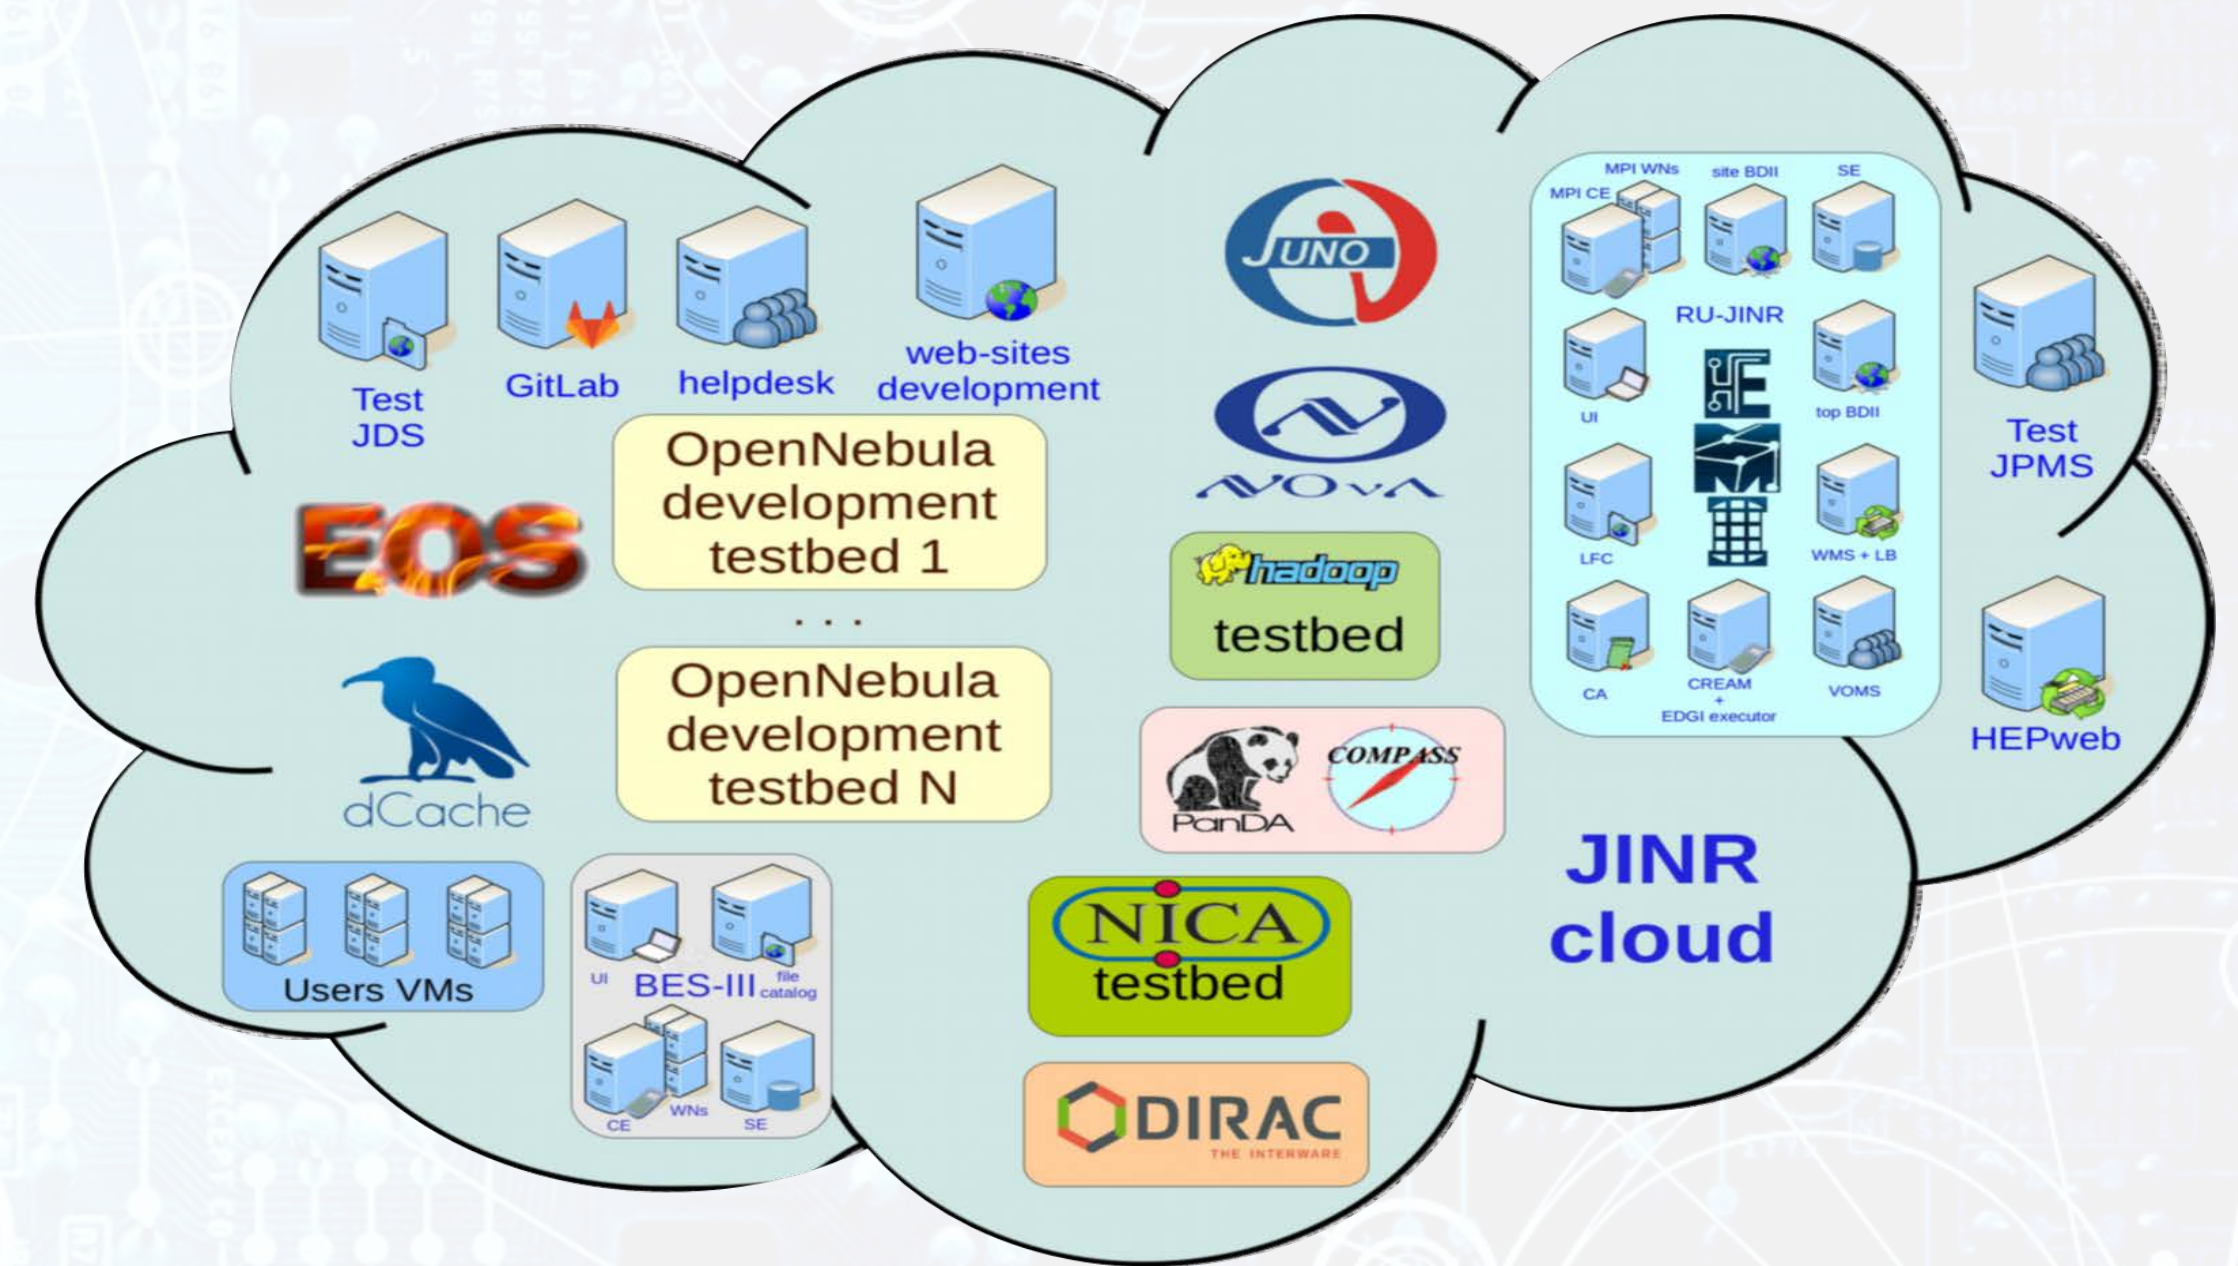 Test
JDS
GitLab
helpdesk
web-sites
development
JUNO
NOvA
MPI WNs
MPI CE
site BDII
SE
RU-JINR
UI
top BDII
LFC
WMS + LB
CA
CREAM
+
EDGI executor
VOMS
Test
JPMS
HEPweb
EOS
OpenNebula
development
testbed 1
. . .
OpenNebula
development
testbed N
dCache
hadoop
testbed
PanDA
COMPASS
Users VMs
UI
BES-III
file
catalog
CE
WNs
SE
NICA
testbed
DIRAC
THE INTERWARE
JINR
cloud